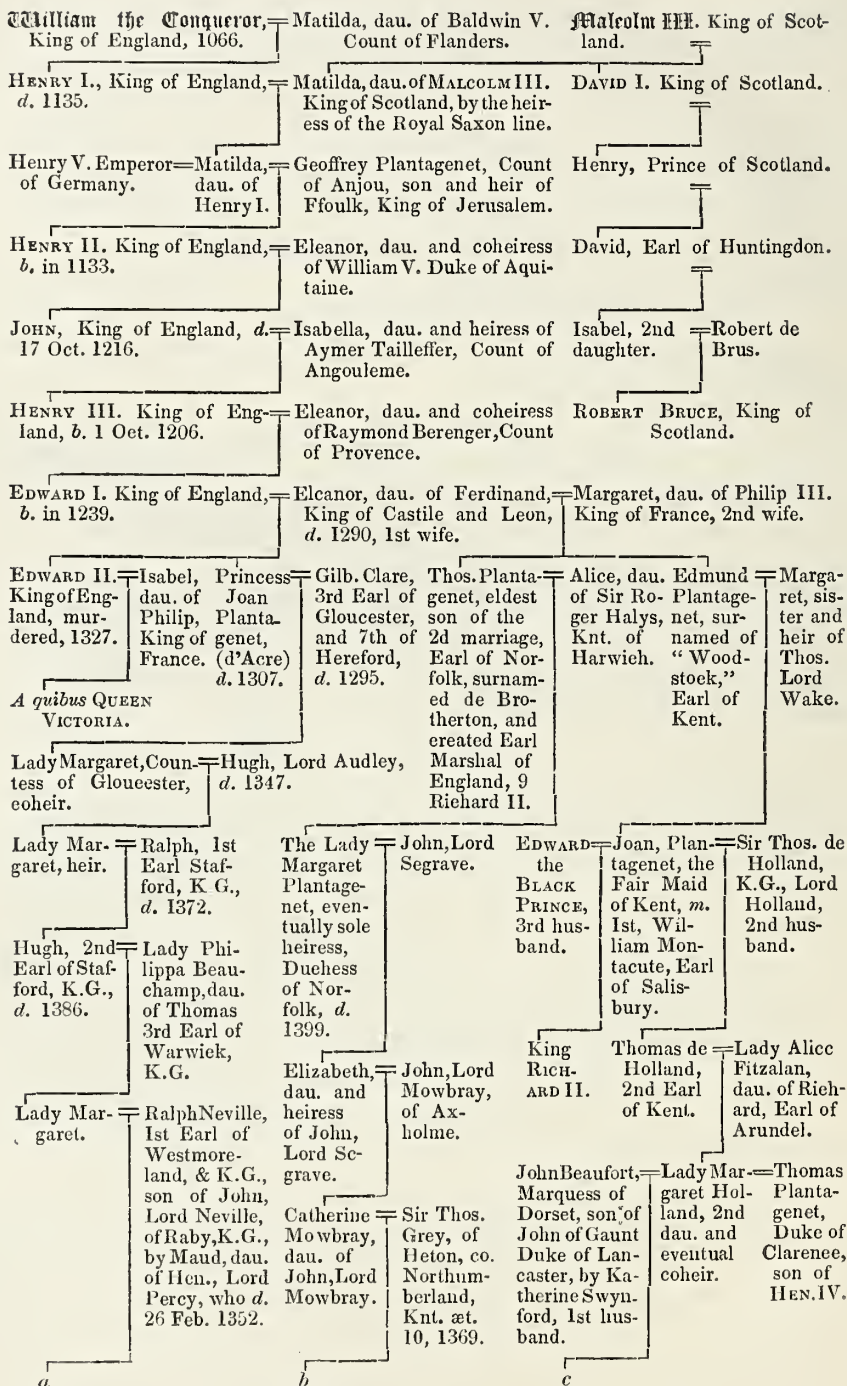 William the Conqueror,
King of England, 1066.
Matilda, dau. of Baldwin V.
Count of Flanders.
Malcolm III. King of Scot-
land.
HENRY I., King of England,
d. 1135.
Matilda, dau. of MALCOLM III.
King of Scotland, by the heir-
ess of the Royal Saxon line.
DAVID I. King of Scotland.
Henry V. Emperor
of Germany.
Matilda,
dau. of
Henry I.
Geoffrey Plantagenet, Count
of Anjou, son and heir of
Ffoulk, King of Jerusalem.
Henry, Prince of Scotland.
HENRY II. King of England,
b. in 1133.
Eleanor, dau. and coheiress
of William V. Duke of Aqui-
taine.
David, Earl of Huntingdon.
JOHN, King of England, d.
17 Oct. 1216.
Isabella, dau. and heiress of
Aymer Tailleffer, Count of
Angouleme.
Isabel, 2nd
daughter.
Robert de
Brus.
HENRY III. King of Eng-
land, b. 1 Oct. 1206.
Eleanor, dau. and coheiress
of Raymond Berenger, Count
of Provence.
ROBERT BRUCE, King of
Scotland.
EDWARD I. King of England,
b. in 1239.
Eleanor, dau. of Ferdinand,
King of Castile and Leon,
d. 1290, 1st wife.
Margaret, dau. of Philip III.
King of France, 2nd wife.
EDWARD II.
King of Eng-
land, mur-
dered, 1327.
Isabel,
dau. of
Philip,
King of
France.
Princess
Joan
Planta-
genet,
(d'Acre)
d. 1307.
Gilb. Clare,
3rd Earl of
Gloucester,
and 7th of
Hereford,
d. 1295.
Thos. Planta-
genet, eldest
son of the
2d marriage,
Earl of Nor-
folk, surnam-
ed de Bro-
therton, and
created Earl
Marshal of
England, 9
Richard II.
Alice, dau.
of Sir Ro-
ger Halys,
Knt. of
Harwich.
Edmund
Plantage-
net, sur-
named of
"Wood-
stock,"
Earl of
Kent.
Marga-
ret, sis-
ter and
heir of
Thos.
Lord
Wake.
A quibus QUEEN
VICTORIA.
Lady Margaret, Coun-
tess of Gloucester,
coheir.
Hugh, Lord Audley,
d. 1347.
Lady Mar-
garet, heir.
Ralph, 1st
Earl Staf-
ford, K G.,
d. 1372.
The Lady
Margaret
Plantage-
net, even-
tually sole
heiress,
Duchess
of Nor-
folk, d.
1399.
John, Lord
Segrave.
EDWARD
the
BLACK
PRINCE,
3rd hus-
band.
Joan, Plan-
tagenet, the
Fair Maid
of Kent, m.
1st, Wil-
liam Mon-
tacute, Earl
of Salis-
bury.
Sir Thos. de
Holland,
K.G., Lord
Holland,
2nd hus-
band.
Hugh, 2nd
Earl of Staf-
ford, K.G.,
d. 1386.
Lady Phi-
lippa Beau-
champ, dau.
of Thomas
3rd Earl of
Warwick,
K.G.
King
RICH-
ARD II.
Thomas de
Holland,
2nd Earl
of Kent.
Lady Alice
Fitzalan,
dau. of Rich-
ard, Earl of
Arundel.
Elizabeth,
dau. and
heiress
of John,
Lord Se-
grave.
John, Lord
Mowbray,
of Ax-
holme.
Lady Mar-
garet.
Ralph Neville,
1st Earl of
Westmore-
land, & K.G.,
son of John,
Lord Neville,
of Raby, K.G.,
by Maud, dau.
of Hen., Lord
Percy, who d.
26 Feb. 1352.
Catherine
Mowbray,
dau. of
John, Lord
Mowbray.
Sir Thos.
Grey, of
Heton, co.
Northum-
berland,
Knt. æt.
10, 1369.
John Beaufort,
Marquess of
Dorset, son of
John of Gaunt
Duke of Lan-
caster, by Ka-
therine Swyn-
ford, 1st hus-
band.
Lady Mar-
garet Hol-
land, 2nd
dau. and
eventual
coheir.
Thomas
Planta-
genet,
Duke of
Clarence,
son of
HEN. IV.
a
b
c